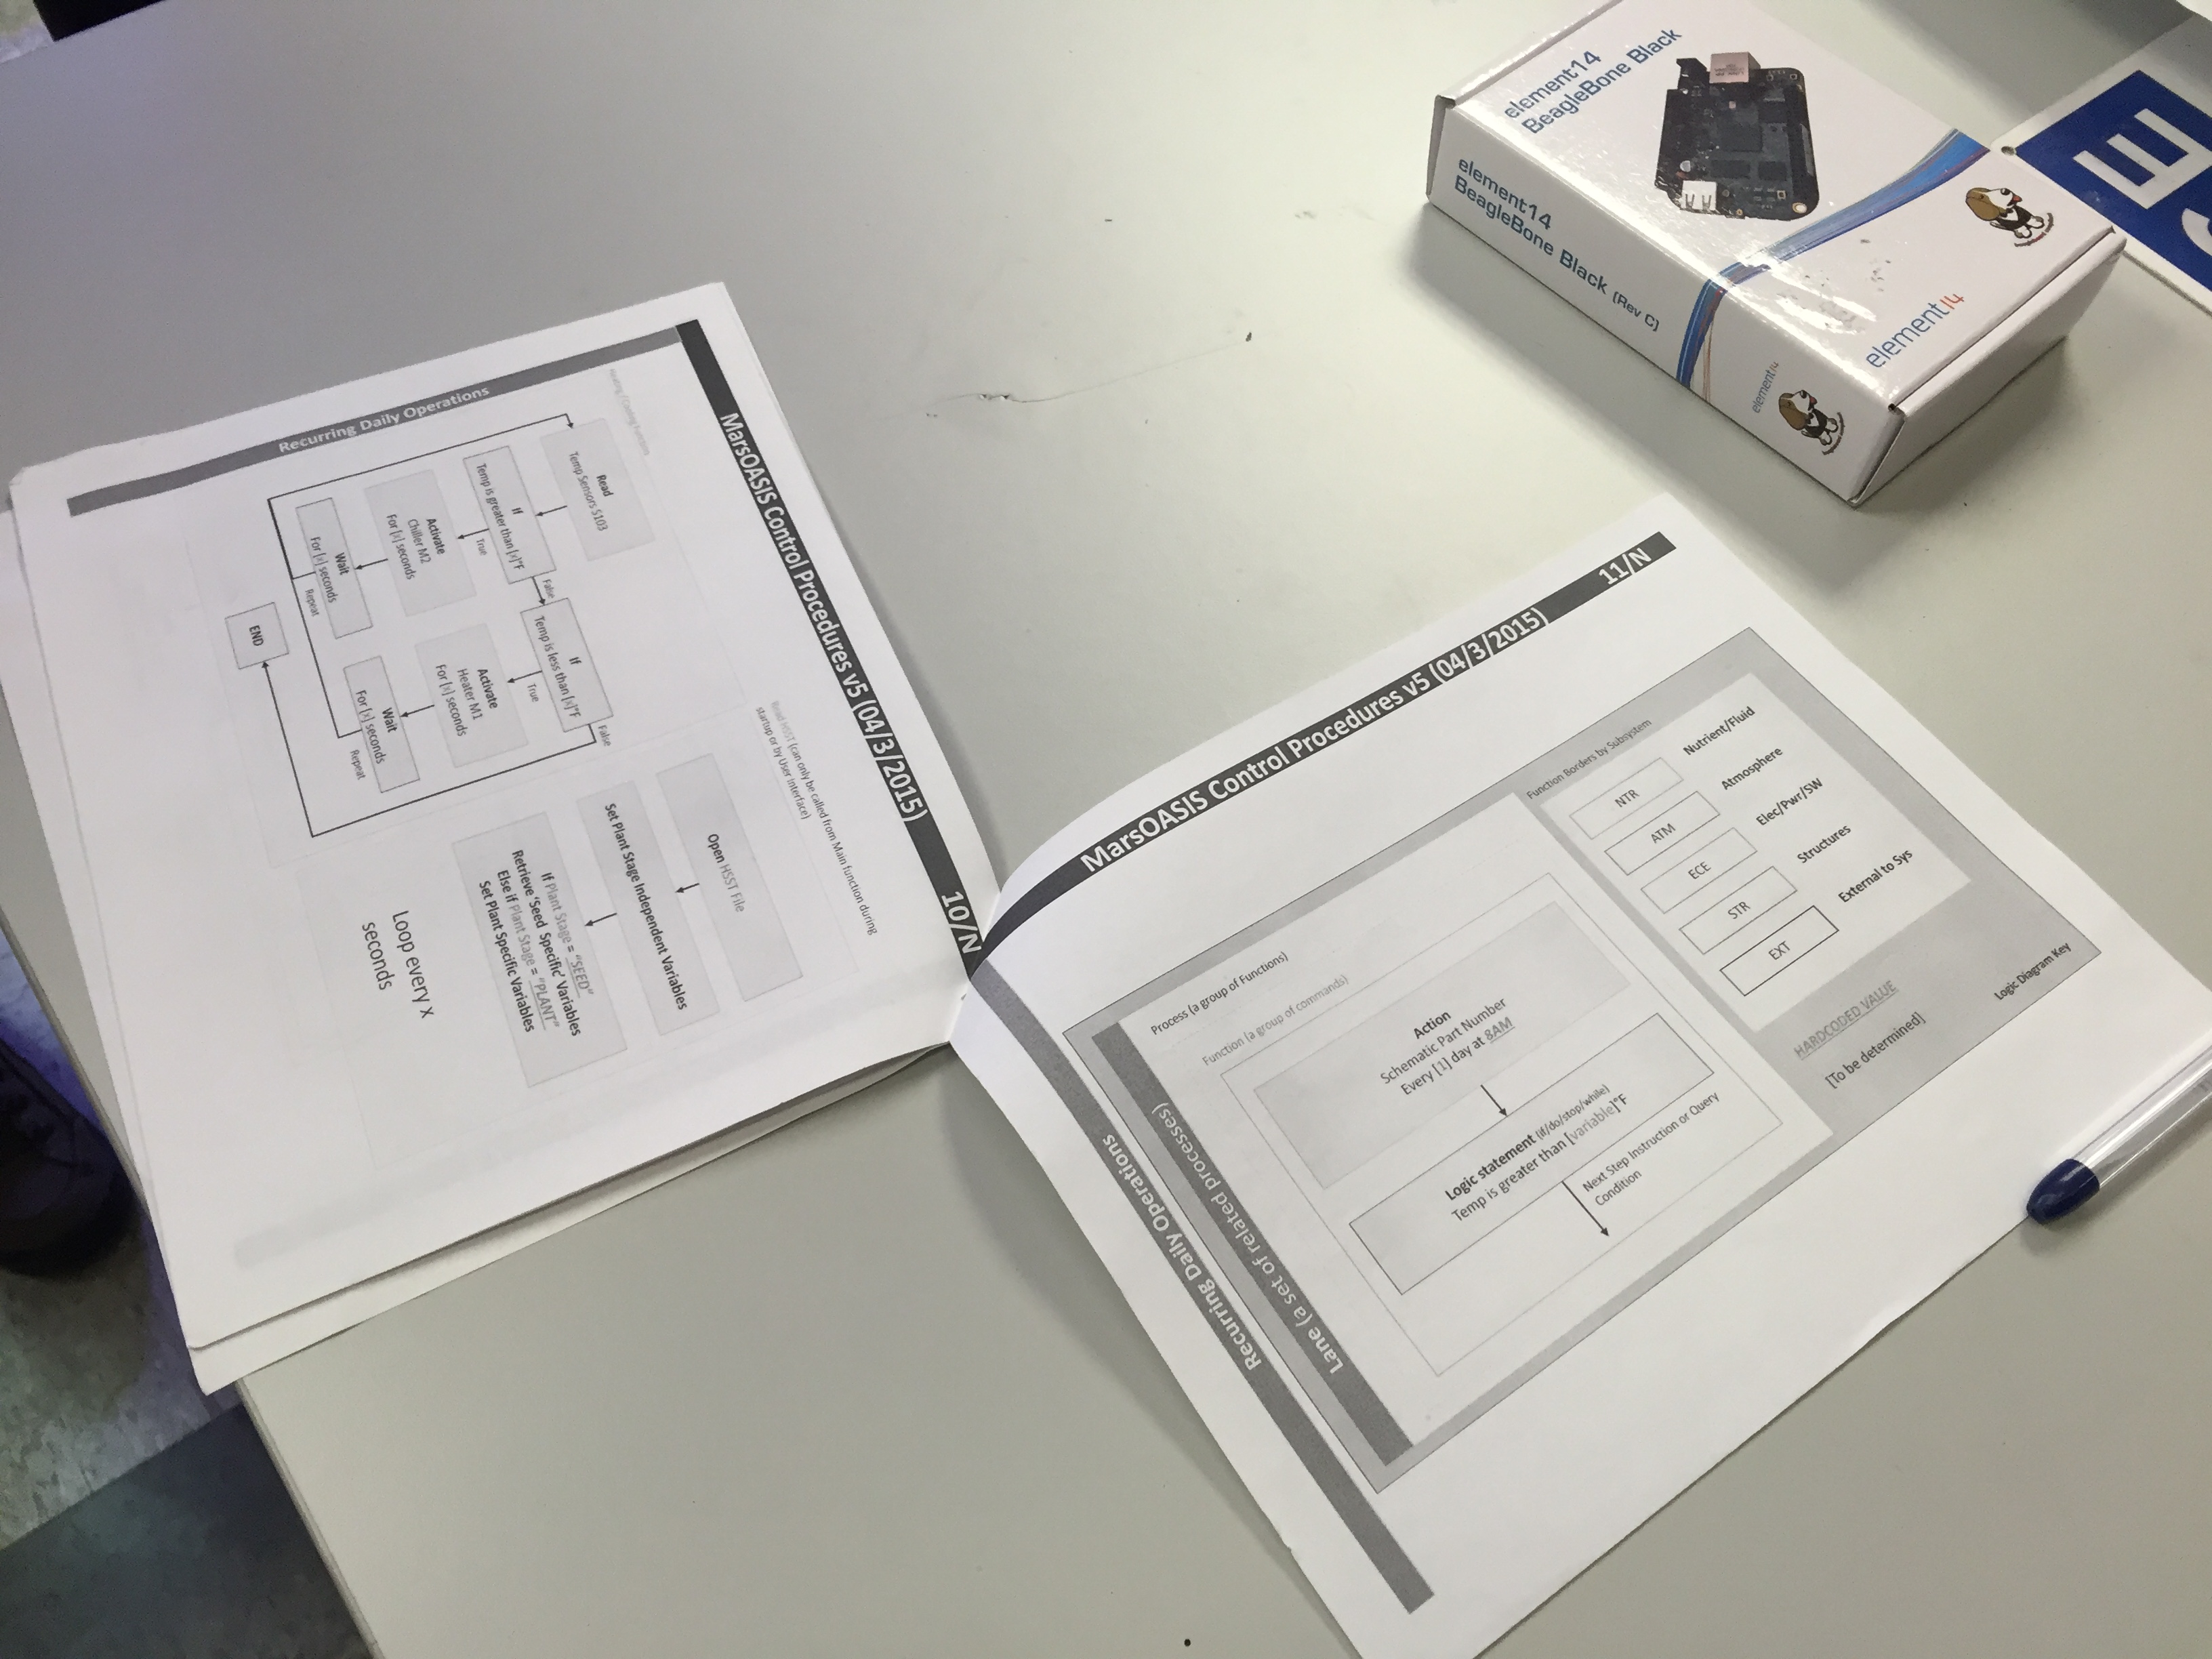 MarsOASIS Control Procedures v5 (04/3/2015)
10/N
Recurring Daily Operations
Read
Temp Seniors S103
If
Temp is greater than [x]°F
True
False
Activate
Chiller M2
For [x] seconds
Wait
For [x] seconds
Repeat
If
Temp is less than [x]°F
True
False
Activate
Heater M1
For [x] seconds
Wait
For [x] seconds
Repeat
END
Read HSST (can only be called from Main function during
startup or by User Interface)
Open HSST File
Set Plant Stage Independent Variables
If Plant Stage = "SEED"
Retrieve 'Seed Specific' Variables
Else if Plant Stage = "PLANT"
Set Plant Specific Variables
Loop every X
seconds
MarsOASIS Control Procedures v5 (04/3/2015)
11/N
Recurring Daily Operations
Lane (a set of related processes)
Process (a group of Functions)
Function (a group of commands)
Action
Schematic Part Number
Every [1] day at 8AM
Logic statement (if/do/stop/while)
Temp is greater than [variable]°F
Next Step Instruction or Query
Condition
Function Borders by Subsystem
NTR
Nutrient/Fluid
ATM
Atmosphere
ECE
Elec/Pwr/SW
STR
Structures
EXT
External to Sys
HARDCODED VALUE
[To be determined]
Logic Diagram Key
element14
BeagleBone Black
element14
BeagleBone Black (Rev C)
element14
element14